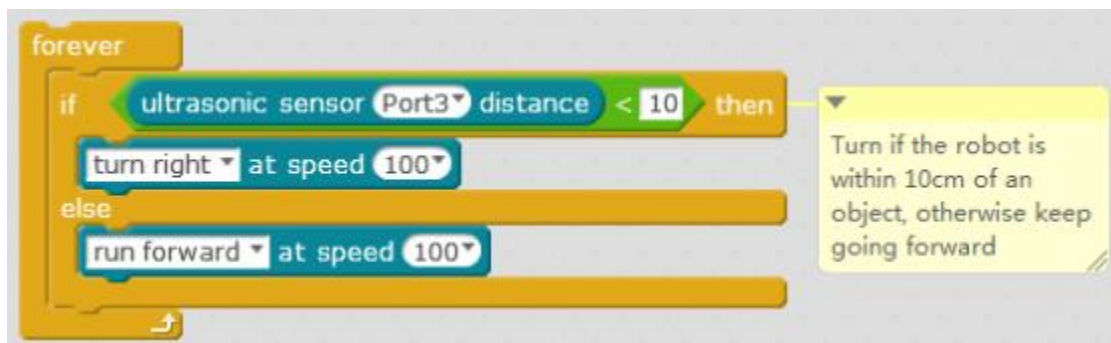 forever
if ultrasonic sensor Port3 distance < 10 then
turn right at speed 100
else
run forward at speed 100
Turn if the robot is
within 10cm of an
object, otherwise keep
going forward